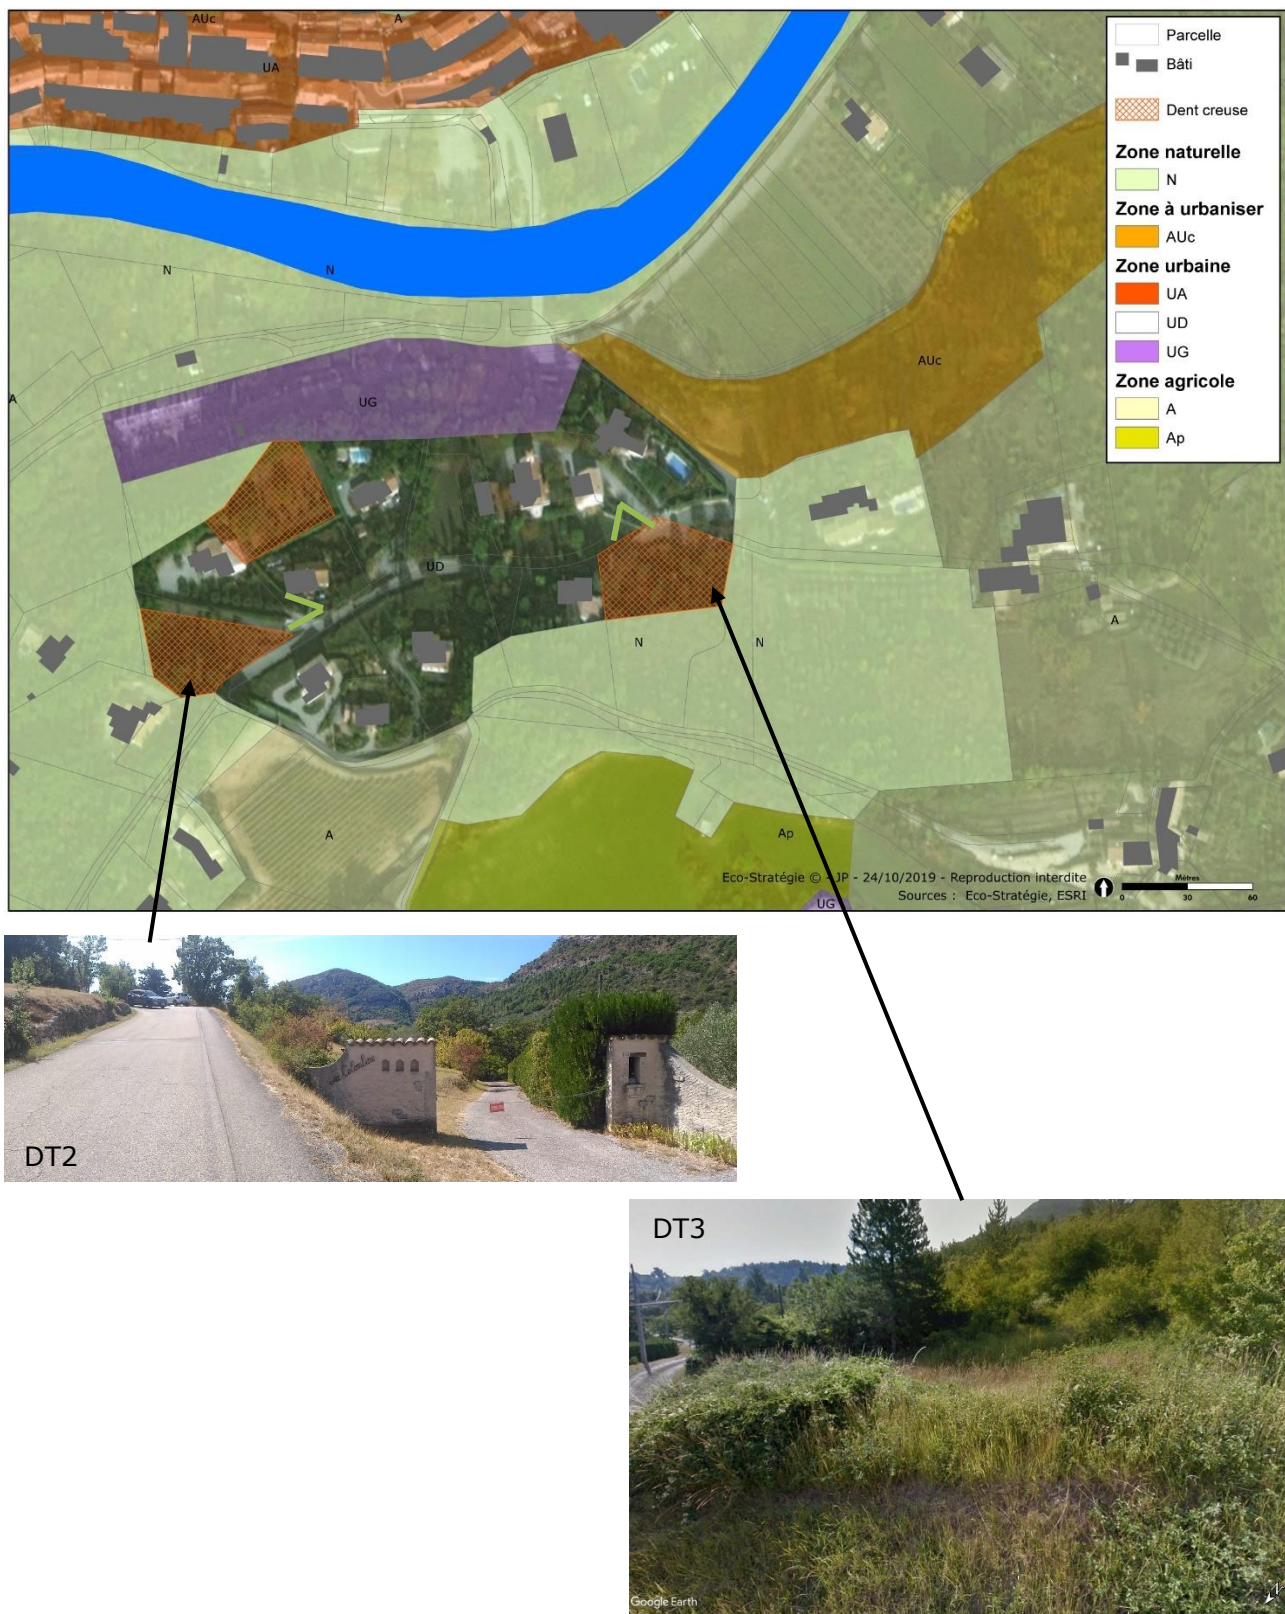 AUc
A
UA
Parcelle
Bâti
Dent creuse
Zone naturelle
N
Zone à urbaniser
AUc
Zone urbaine
UA
UD
UG
Zone agricole
A
Ap
N
N
AUc
A
UG
UD
N
N
A
A
Ap
UG
Eco-Stratégie © - JP - 24/10/2019 - Reproduction interdite
Sources : Eco-Stratégie, ESRI
Mètres
0 30 60
DT2
DT3
Google Earth
N